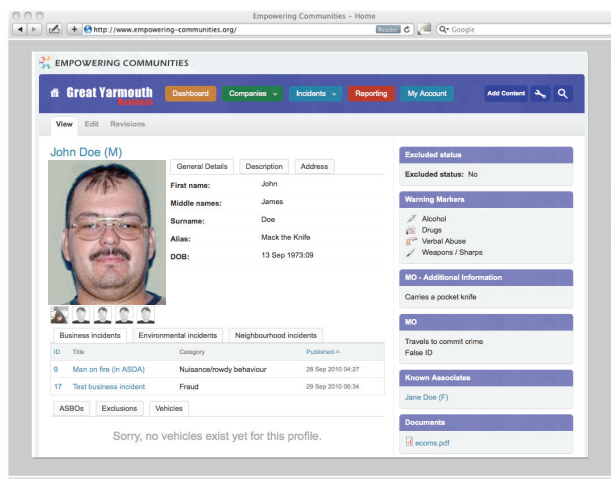 Empowering Communities – Home
http://www.empowering-communities.org/
Reader
Google
EMPOWERING COMMUNITIES
Great Yarmouth
Dashboard
Companies
Incidents
Reporting
My Account
Add Content
View
Edit
Revisions
John Doe (M)
General Details
Description
Address
First name: John
Middle names: James
Surname: Doe
Alias: Mack the Knife
DOB: 13 Sep 1973:09
Business incidents
Environmental incidents
Neighbourhood incidents
ID Title Category Published
9 Man on fire (in ASDA) Nuisance/rowdy behaviour 28 Sep 2010 04:27
17 Test business incident Fraud 29 Sep 2010 06:34
ASBOs
Exclusions
Vehicles
Sorry, no vehicles exist yet for this profile.
Excluded status
Excluded status: No
Warning Markers
Alcohol
Drugs
Verbal Abuse
Weapons / Sharps
MO - Additional Information
Carries a pocket knife
MO
Travels to commit crime
False ID
Known Associates
Jane Doe (F)
Documents
ecoms.pdf